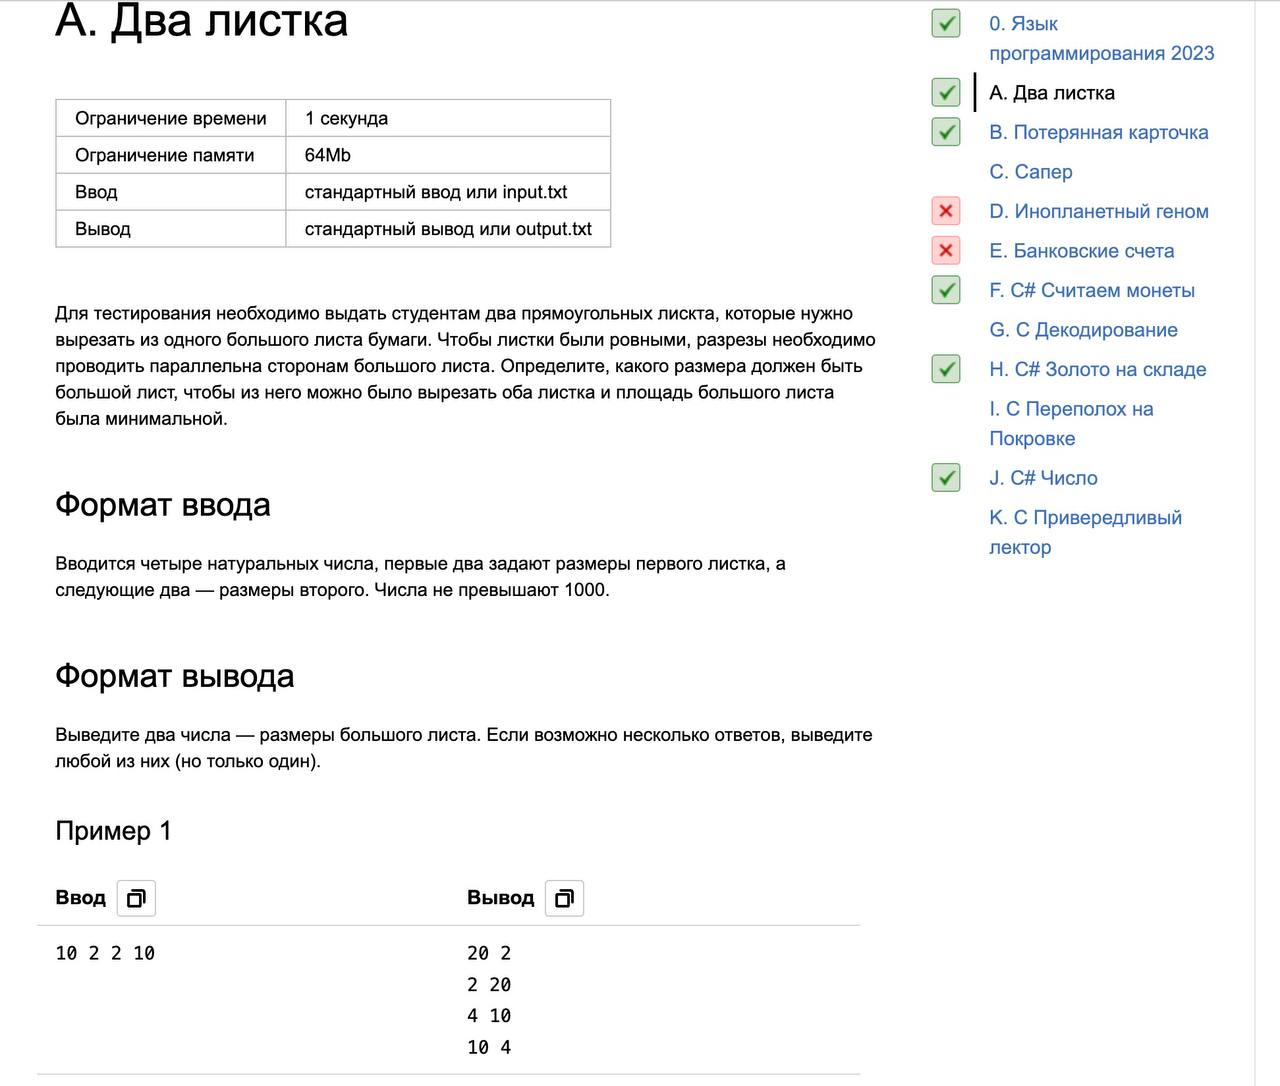 А. Два листка
Ограничение времени 1 секунда
Ограничение памяти 64Mb
Ввод стандартный ввод или input.txt
Вывод стандартный вывод или output.txt
Для тестирования необходимо выдать студентам два прямоугольных лискта, которые нужно
вырезать из одного большого листа бумаги. Чтобы листки были ровными, разрезы необходимо
проводить параллельна сторонам большого листа. Определите, какого размера должен быть
большой лист, чтобы из него можно было вырезать оба листка и площадь большого листа
была минимальной.
Формат ввода
Вводится четыре натуральных числа, первые два задают размеры первого листка, а
следующие два — размеры второго. Числа не превышают 1000.
Формат вывода
Выведите два числа — размеры большого листа. Если возможно несколько ответов, выведите
любой из них (но только один).
Пример 1
Ввод Вывод
10 2 2 10 20 2
2 20
4 10
10 4
0. Язык
программирования 2023
A. Два листка
B. Потерянная карточка
C. Сапер
D. Инопланетный геном
E. Банковские счета
F. C# Считаем монеты
G. C Декодирование
H. C# Золото на складе
I. C Переполох на
Покровке
J. C# Число
K. C Привередливый
лектор